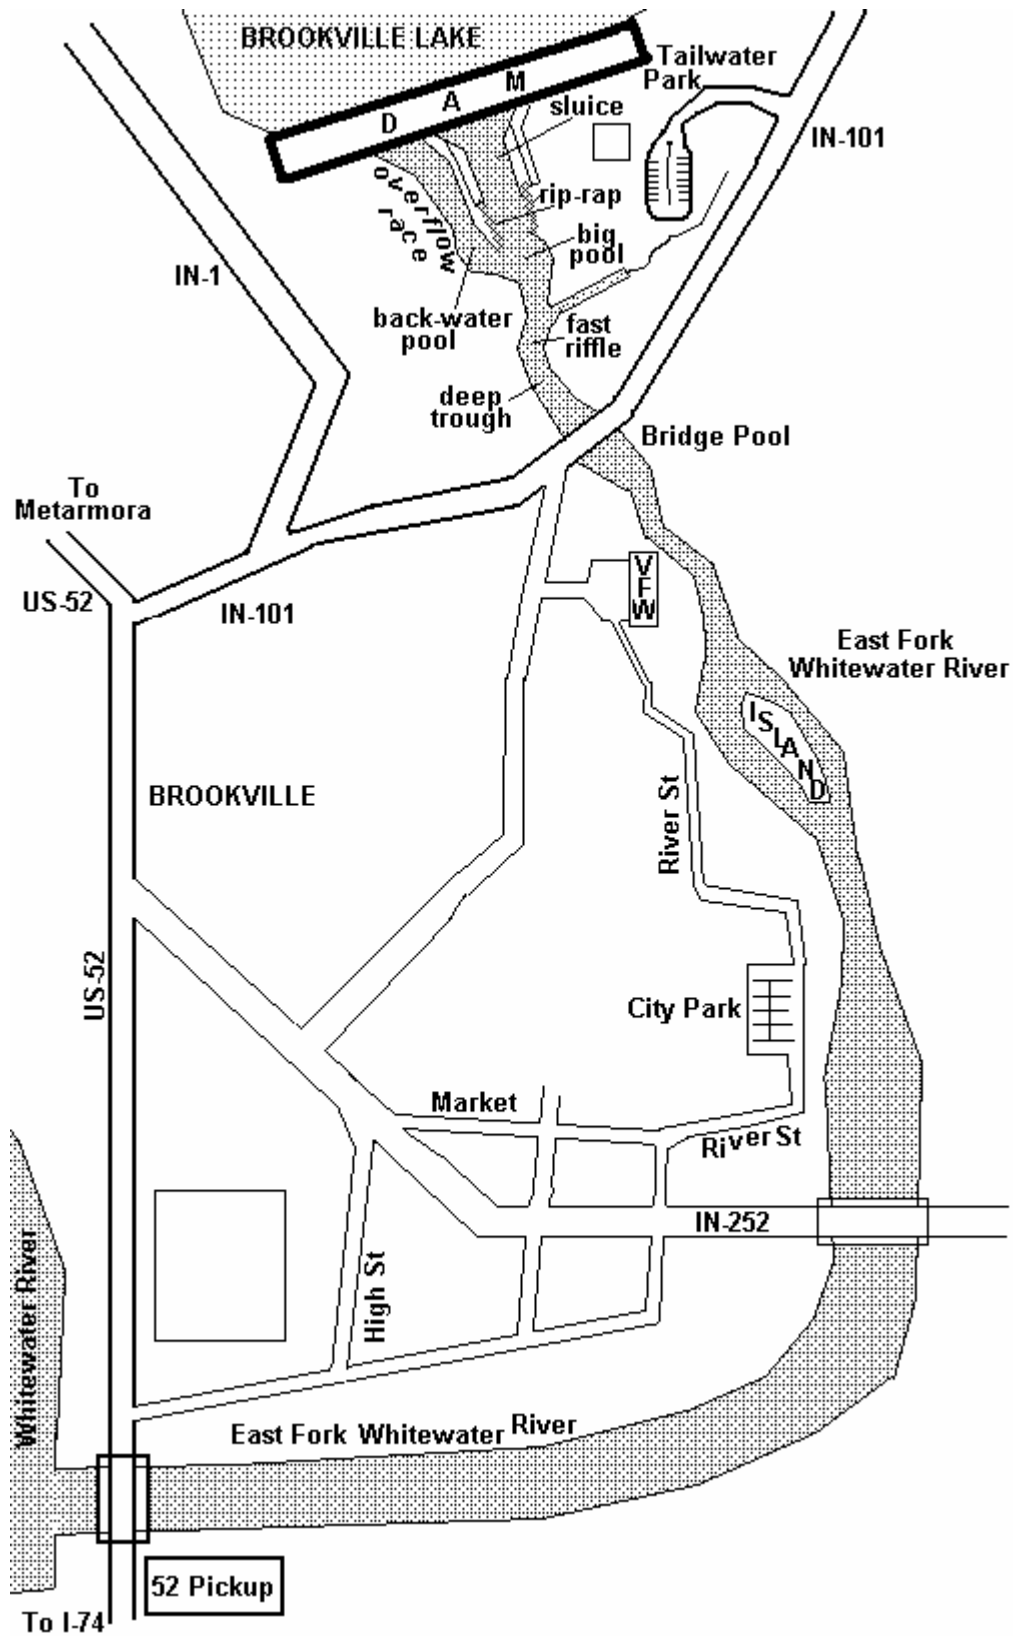 BROOKVILLE LAKE
DAM
Tailwater
Park
sluice
IN-101
rip-rap
overflow
race
big
pool
IN-1
back-water
pool
fast
riffle
deep
trough
Bridge Pool
To
Metarmora
VFW
US-52
IN-101
East Fork
Whitewater River
ISLAND
BROOKVILLE
River St
US-52
City Park
Market
River St
IN-252
Whitewater River
High St
East Fork Whitewater River
52 Pickup
To I-74